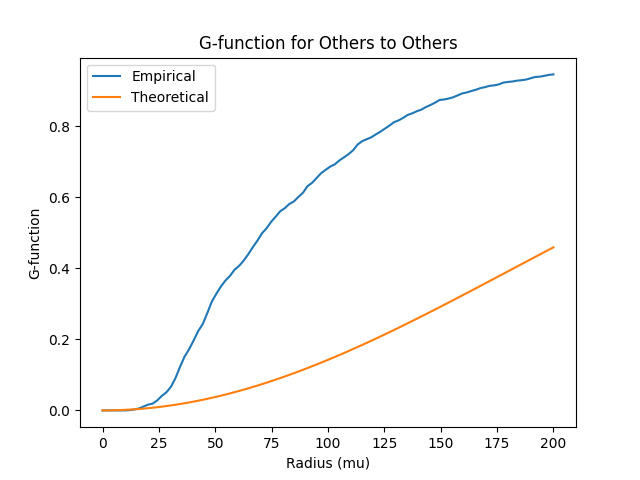 G-function for Others to Others
Empirical
Theoretical
G-function
0.8
0.6
0.4
0.2
0.0
0 25 50 75 100 125 150 175 200
Radius (mu)